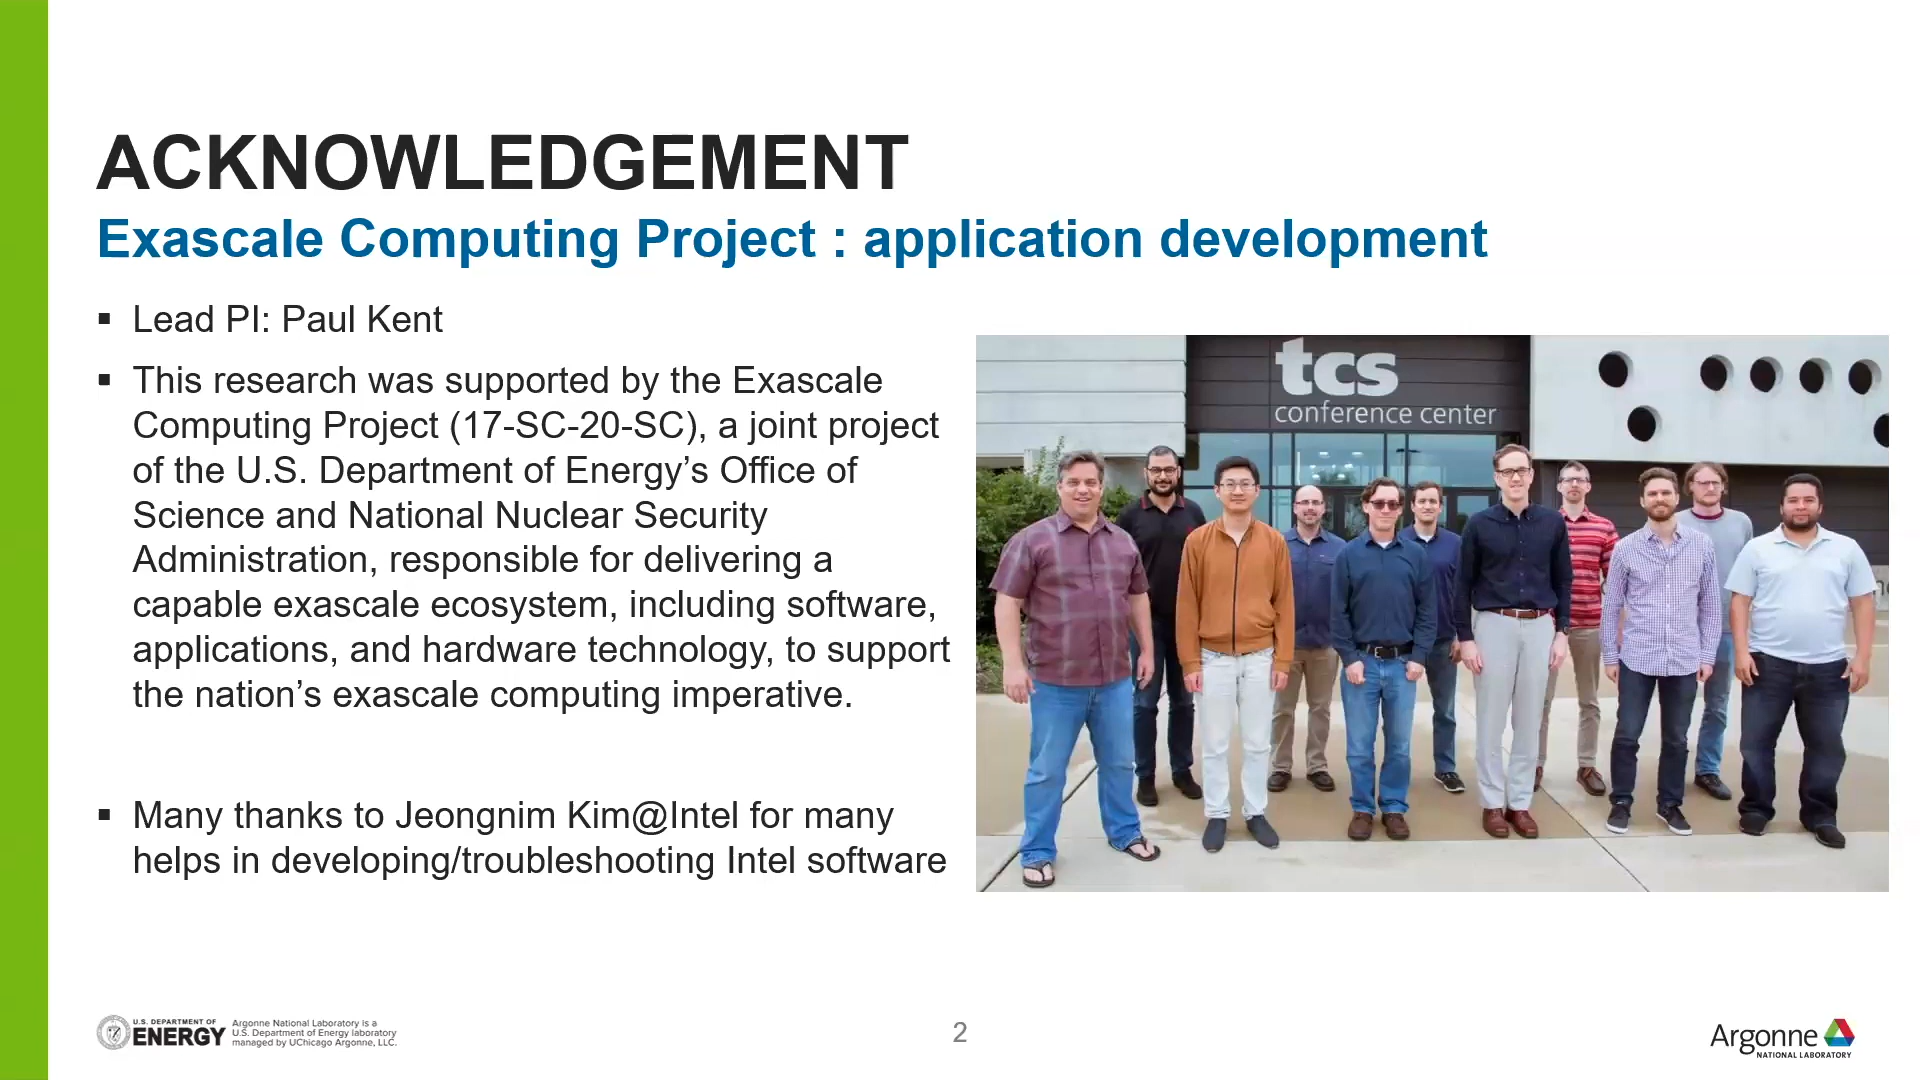 ACKNOWLEDGEMENT
Exascale Computing Project : application development
▪ Lead PI: Paul Kent
▪ This research was supported by the Exascale
Computing Project (17-SC-20-SC), a joint project
of the U.S. Department of Energy’s Office of
Science and National Nuclear Security
Administration, responsible for delivering a
capable exascale ecosystem, including software,
applications, and hardware technology, to support
the nation’s exascale computing imperative.
▪ Many thanks to Jeongnim Kim@Intel for many
helps in developing/troubleshooting Intel software
tcs
conference center
U.S. DEPARTMENT OF
ENERGY
Argonne National Laboratory is a
U.S. Department of Energy laboratory
managed by UChicago Argonne, LLC.
2
Argonne
NATIONAL LABORATORY